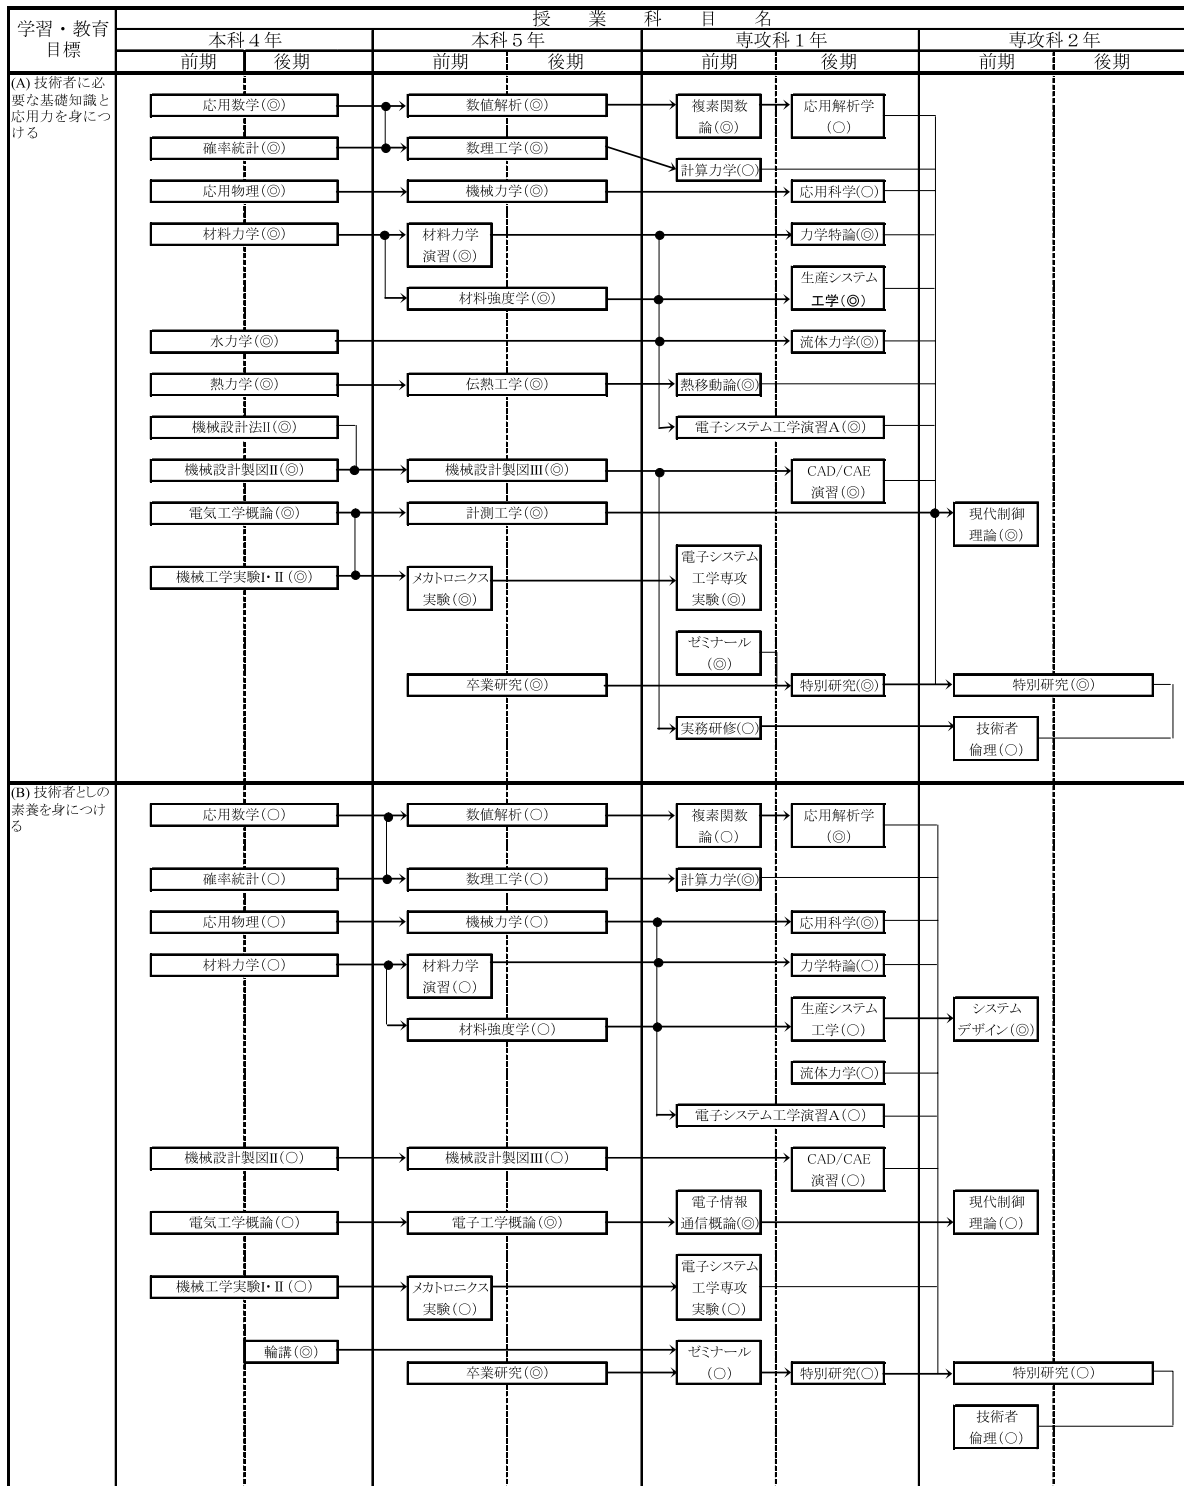 学習・教育
目標
授業科目名
本科4年
本科5年
専攻科1年
専攻科2年
前期
後期
前期
後期
前期
後期
前期
後期
(A) 技術者に必
要な基礎知識と
応用力を身につ
ける
応用数学(◎)
数値解析(◎)
複素関数
論(◎)
応用解析学
(○)
確率統計(◎)
数理工学(◎)
計算力学(○)
応用物理(◎)
機械力学(◎)
応用科学(○)
材料力学(◎)
材料力学
演習(◎)
力学特論(◎)
材料強度学(◎)
生産システム
工学(◎)
水力学(◎)
流体力学(◎)
熱力学(◎)
伝熱工学(◎)
熱移動論(◎)
機械設計法II(◎)
電子システム工学演習A(◎)
機械設計製図II(◎)
機械設計製図III(◎)
CAD/CAE
演習(◎)
電気工学概論(◎)
計測工学(◎)
現代制御
理論(◎)
機械工学実験I・II(◎)
メカトロニクス
実験(◎)
電子システム
工学専攻
実験(◎)
ゼミナール
(◎)
卒業研究(◎)
特別研究(◎)
特別研究(◎)
実務研修(○)
技術者
倫理(○)
(B) 技術者としの
素養を身につけ
る
応用数学(○)
数値解析(○)
複素関数
論(○)
応用解析学
(◎)
確率統計(○)
数理工学(○)
計算力学(◎)
応用物理(○)
機械力学(○)
応用科学(◎)
材料力学(○)
材料力学
演習(○)
力学特論(○)
材料強度学(○)
生産システム
工学(○)
システム
デザイン(◎)
流体力学(○)
電子システム工学演習A(○)
機械設計製図II(○)
機械設計製図III(○)
CAD/CAE
演習(○)
電気工学概論(○)
電子工学概論(◎)
電子情報
通信概論(◎)
現代制御
理論(○)
機械工学実験I・II(○)
メカトロニクス
実験(○)
電子システム
工学専攻
実験(○)
輪講(◎)
ゼミナール
(○)
卒業研究(◎)
特別研究(○)
特別研究(○)
技術者
倫理(○)